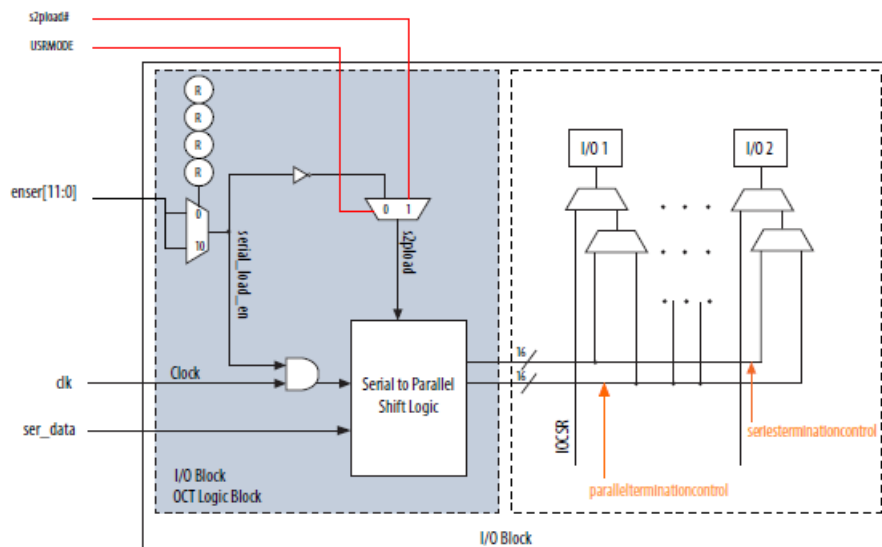 s2pload#
USRMODE
R
R
R
R
I/O 1
I/O 2
enser[11:0]
0
10
0 1
serial_load_en
s2pload
clk
Clock
Serial to Parallel
Shift Logic
16
16
ser_data
IOCSR
seriesterminationcontrol
parallelterminationcontrol
I/O Block
OCT Logic Block
I/O Block